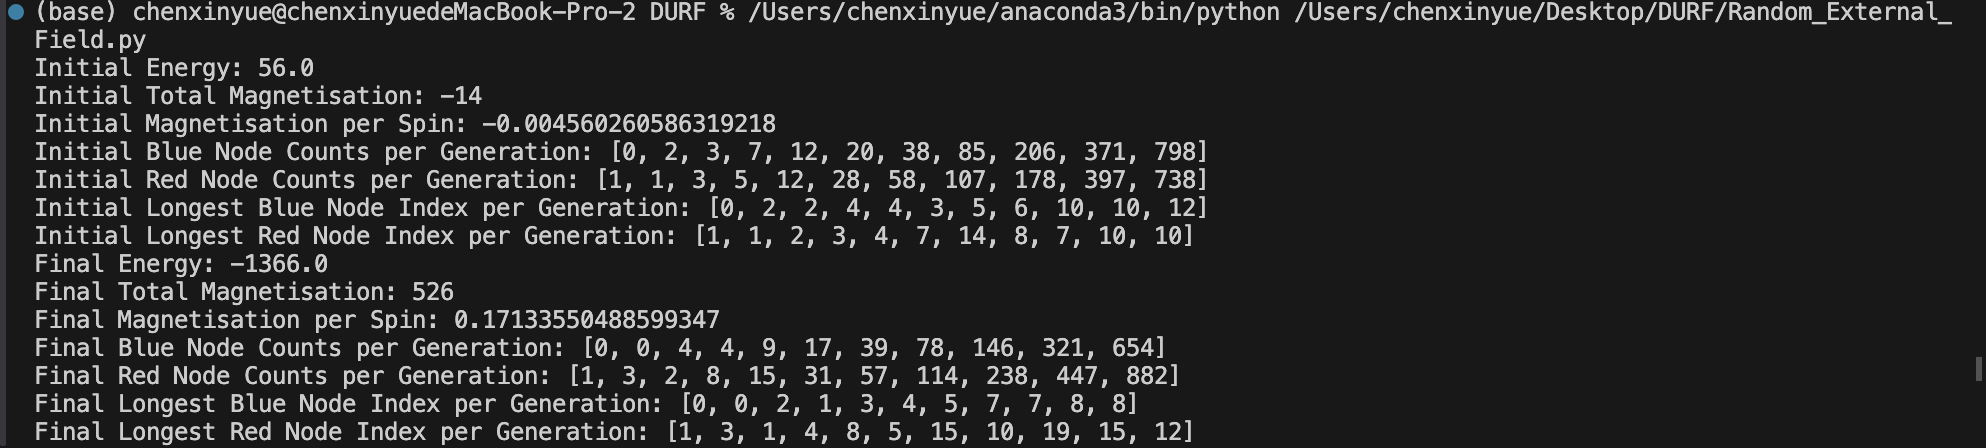 (base) chenxinyue@chenxinyuedeMacBook-Pro-2 DURF % /Users/chenxinyue/anaconda3/bin/python /Users/chenxinyue/Desktop/DURF/Random_External_
Field.py
Initial Energy: 56.0
Initial Total Magnetisation: -14
Initial Magnetisation per Spin: -0.004560260586319218
Initial Blue Node Counts per Generation: [0, 2, 3, 7, 12, 20, 38, 85, 206, 371, 798]
Initial Red Node Counts per Generation: [1, 1, 3, 5, 12, 28, 58, 107, 178, 397, 738]
Initial Longest Blue Node Index per Generation: [0, 2, 2, 4, 4, 3, 5, 6, 10, 10, 12]
Initial Longest Red Node Index per Generation: [1, 1, 2, 3, 4, 7, 14, 8, 7, 10, 10]
Final Energy: -1366.0
Final Total Magnetisation: 526
Final Magnetisation per Spin: 0.17133550488599347
Final Blue Node Counts per Generation: [0, 0, 4, 4, 9, 17, 39, 78, 146, 321, 654]
Final Red Node Counts per Generation: [1, 3, 2, 8, 15, 31, 57, 114, 238, 447, 882]
Final Longest Blue Node Index per Generation: [0, 0, 2, 1, 3, 4, 5, 7, 7, 8, 8]
Final Longest Red Node Index per Generation: [1, 3, 1, 4, 8, 5, 15, 10, 19, 15, 12]